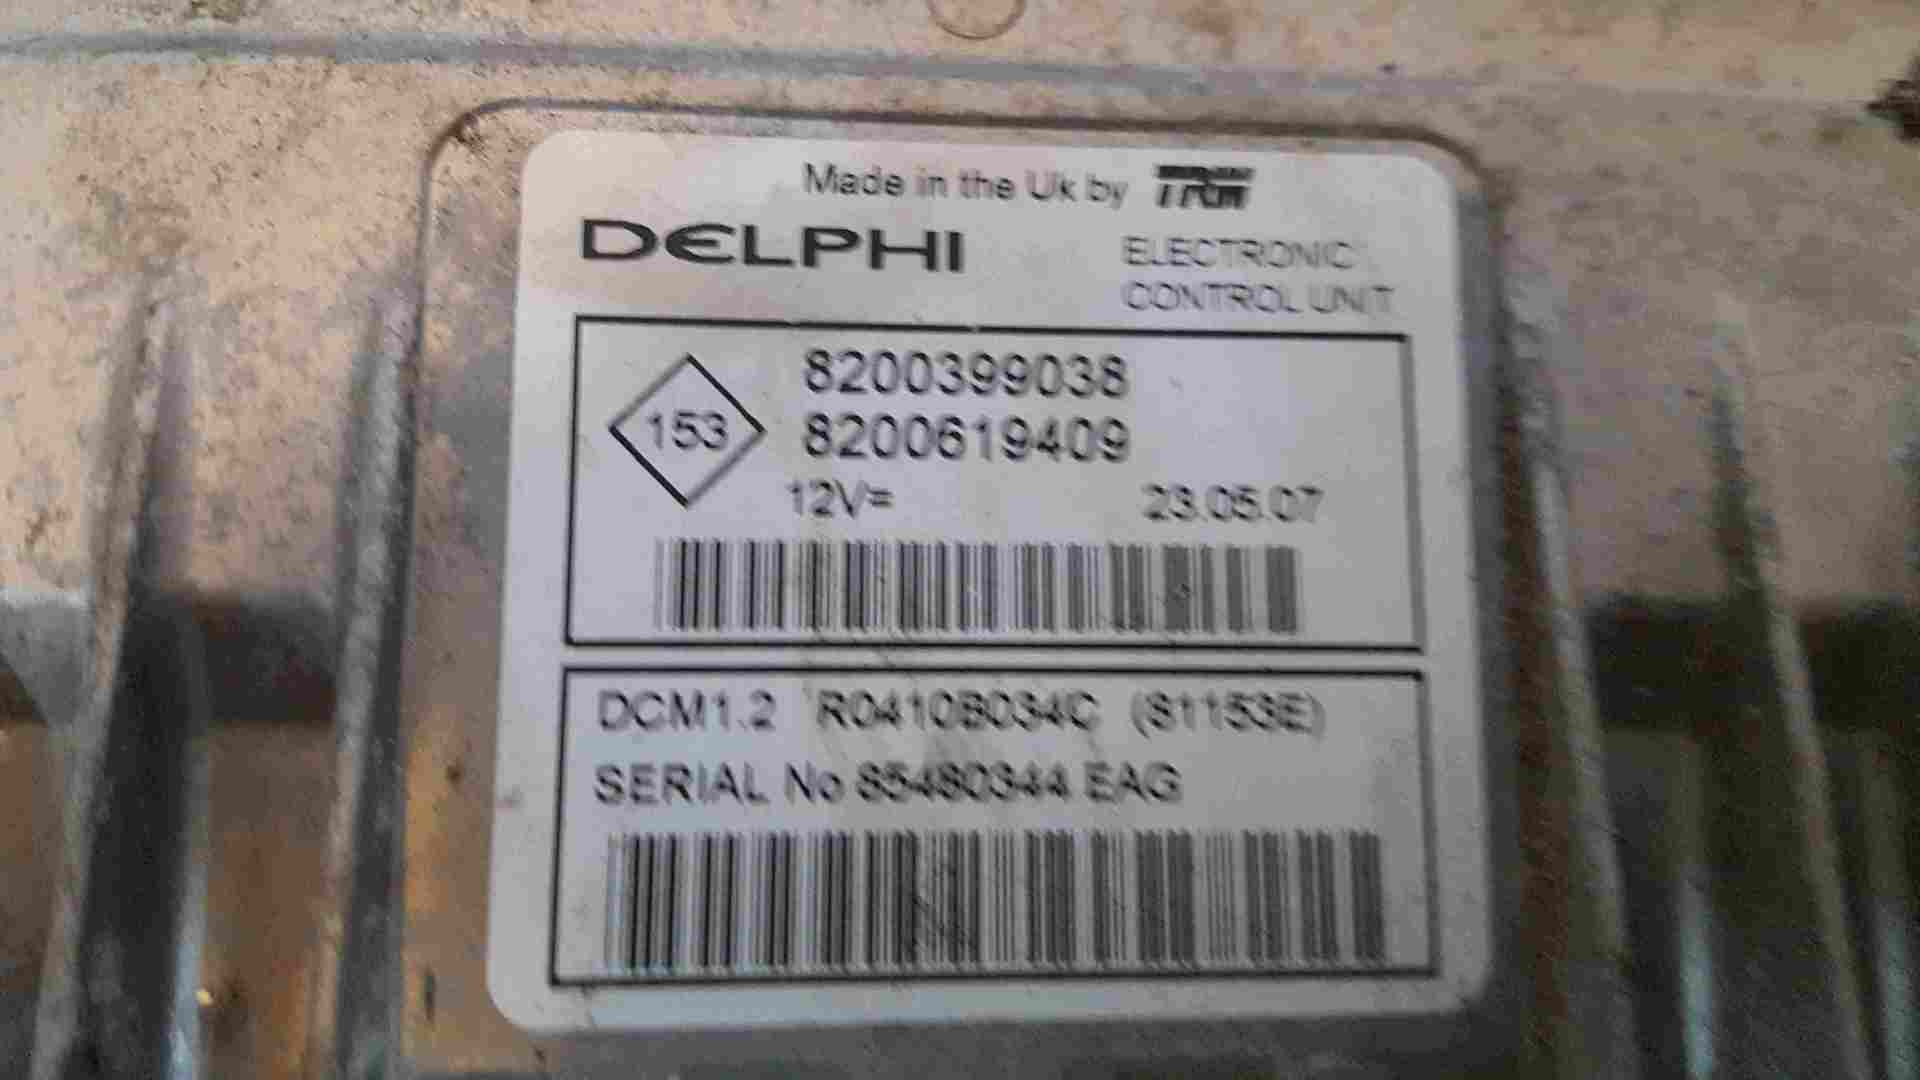 Made in the Uk by TRW
DELPHI
ELECTRONIC
CONTROL UNIT
153
8200399038
8200619409
12V=
23.05.07
DCM1.2 R0410B034C (81153E)
SERIAL No 85480344 EAG